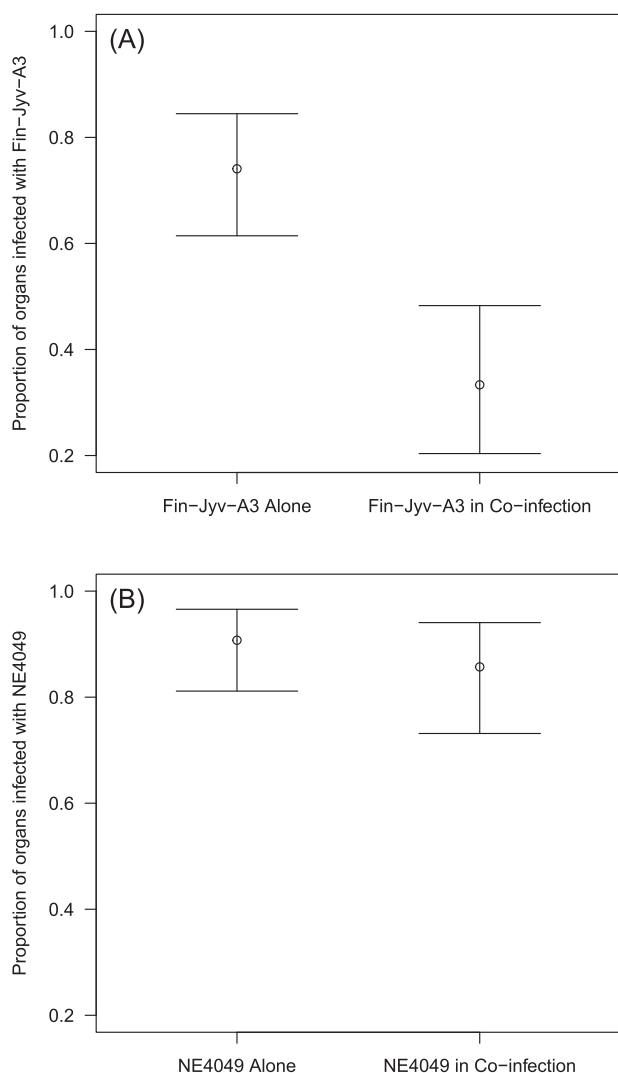 (A)
Proportion of organs infected with Fin−Jyv−A3
1.0
0.8
0.6
0.4
0.2
Fin−Jyv−A3 Alone
Fin−Jyv−A3 in Co−infection
(B)
Proportion of organs infected with NE4049
1.0
0.8
0.6
0.4
0.2
NE4049 Alone
NE4049 in Co−infection